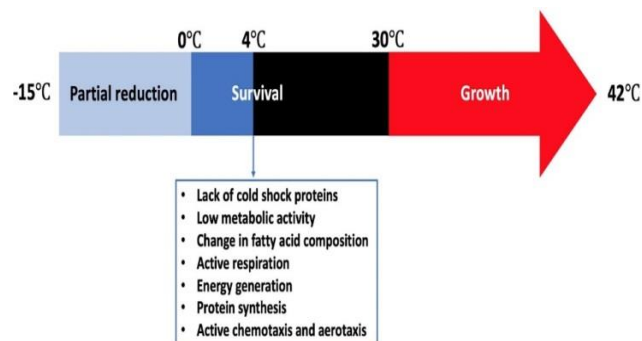 0°C 4°C 30°C
-15°C Partial reduction Survival Growth 42°C
• Lack of cold shock proteins
• Low metabolic activity
• Change in fatty acid composition
• Active respiration
• Energy generation
• Protein synthesis
• Active chemotaxis and aerotaxis